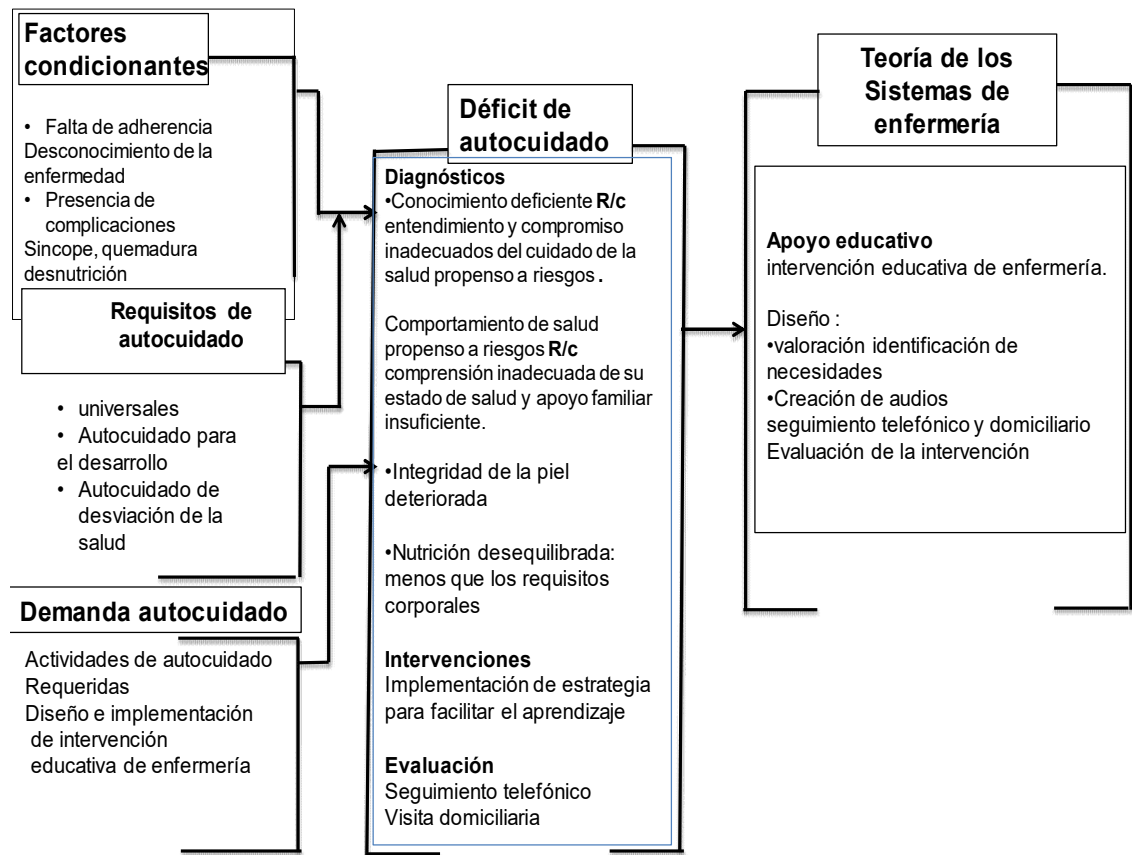 Factores
condicionantes
• Falta de adherencia
Desconocimiento de la
enfermedad
• Presencia de
complicaciones
Sincope, quemadura
desnutrición
Requisitos de
autocuidado
• universales
• Autocuidado para
el desarrollo
• Autocuidado de
desviación de la
salud
Demanda autocuidado
Actividades de autocuidado
Requeridas
Diseño e implementación
de intervención
educativa de enfermería
Déficit de
autocuidado
Diagnósticos
•Conocimiento deficiente R/c
entendimiento y compromiso
inadecuados del cuidado de la
salud propenso a riesgos .
Comportamiento de salud
propenso a riesgos R/c
comprensión inadecuada de su
estado de salud y apoyo familiar
insuficiente.
•Integridad de la piel
deteriorada
•Nutrición desequilibrada:
menos que los requisitos
corporales
Intervenciones
Implementación de estrategia
para facilitar el aprendizaje
Evaluación
Seguimiento telefónico
Visita domiciliaria
Teoría de los
Sistemas de
enfermería
Apoyo educativo
intervención educativa de enfermería.
Diseño :
•valoración identificación de
necesidades
•Creación de audios
seguimiento telefónico y domiciliario
Evaluación de la intervención